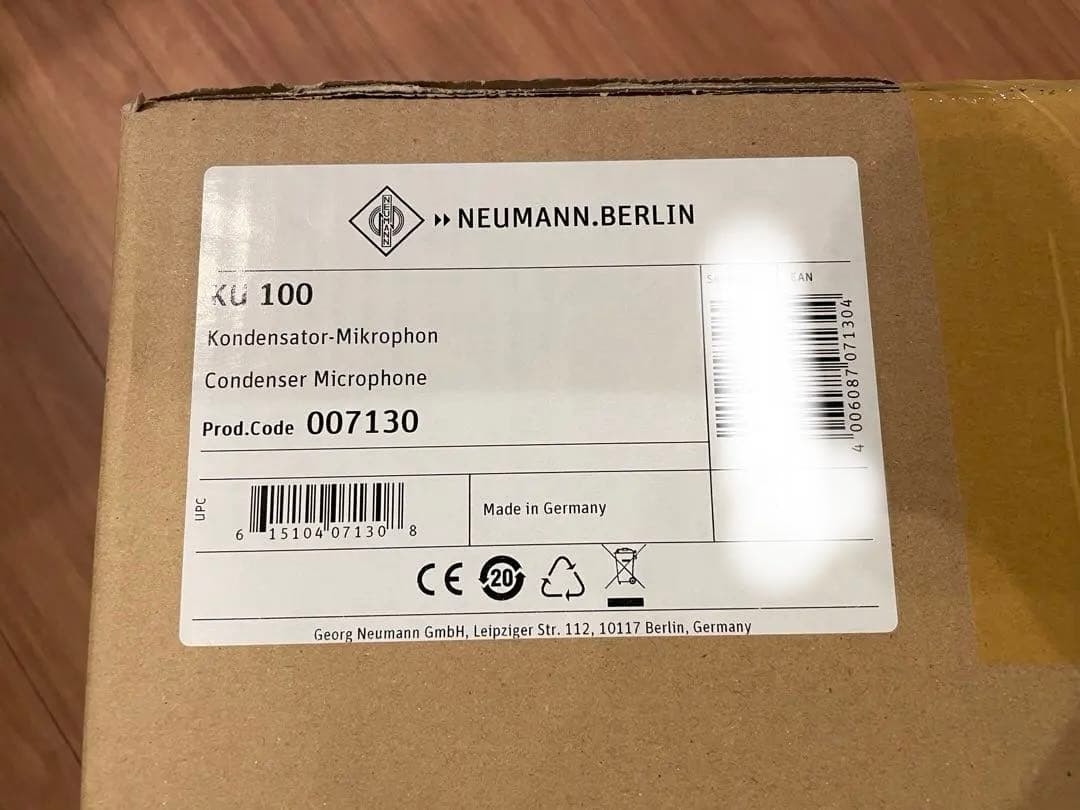 NEUMANN
NEUMANN.BERLIN
KU 100
Kondensator-Mikrophon
Condenser Microphone
Prod.Code 007130
EAN
4 006087 071304
UPC
6 15104 07130 8
Made in Germany
CE 20
Georg Neumann GmbH, Leipziger Str. 112, 10117 Berlin, Germany